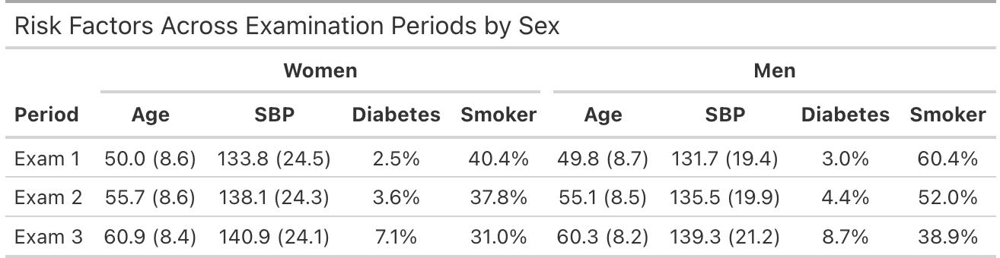 Risk Factors Across Examination Periods by Sex
Women Men
Period Age SBP Diabetes Smoker Age SBP Diabetes Smoker
Exam 1 50.0 (8.6) 133.8 (24.5) 2.5% 40.4% 49.8 (8.7) 131.7 (19.4) 3.0% 60.4%
Exam 2 55.7 (8.6) 138.1 (24.3) 3.6% 37.8% 55.1 (8.5) 135.5 (19.9) 4.4% 52.0%
Exam 3 60.9 (8.4) 140.9 (24.1) 7.1% 31.0% 60.3 (8.2) 139.3 (21.2) 8.7% 38.9%